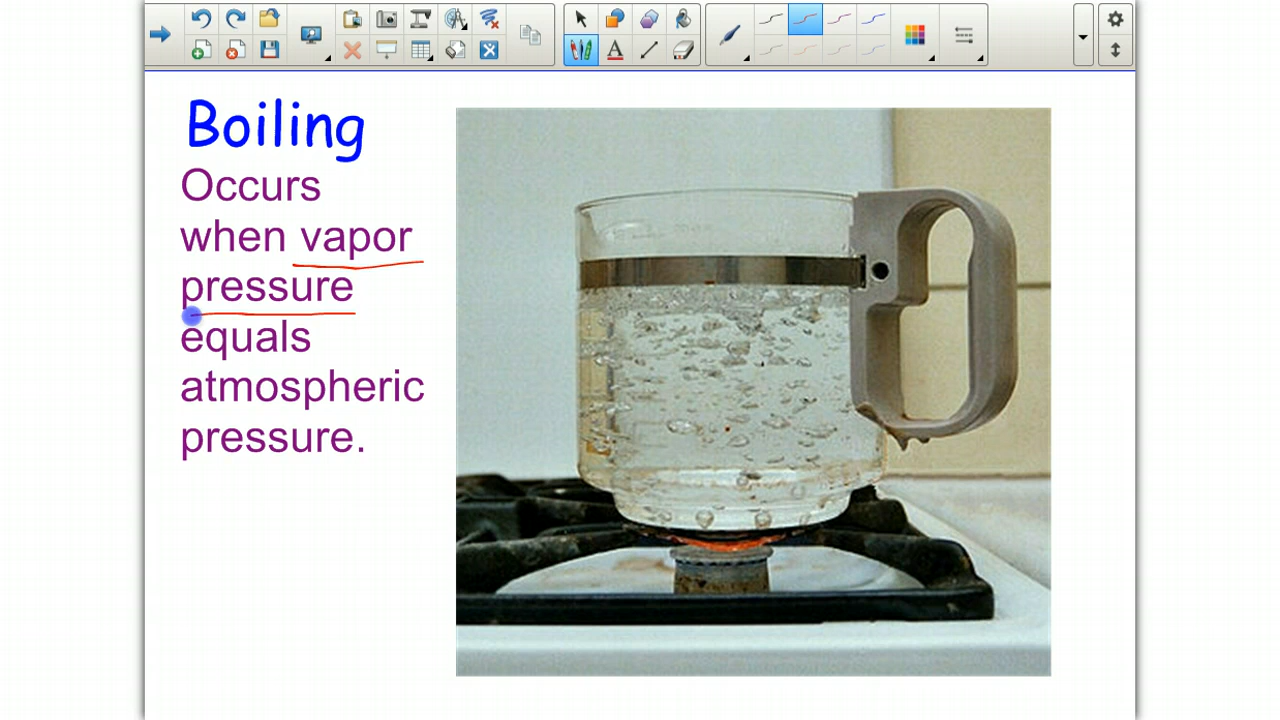 Boiling
Occurs
when vapor
pressure
equals
atmospheric
pressure.